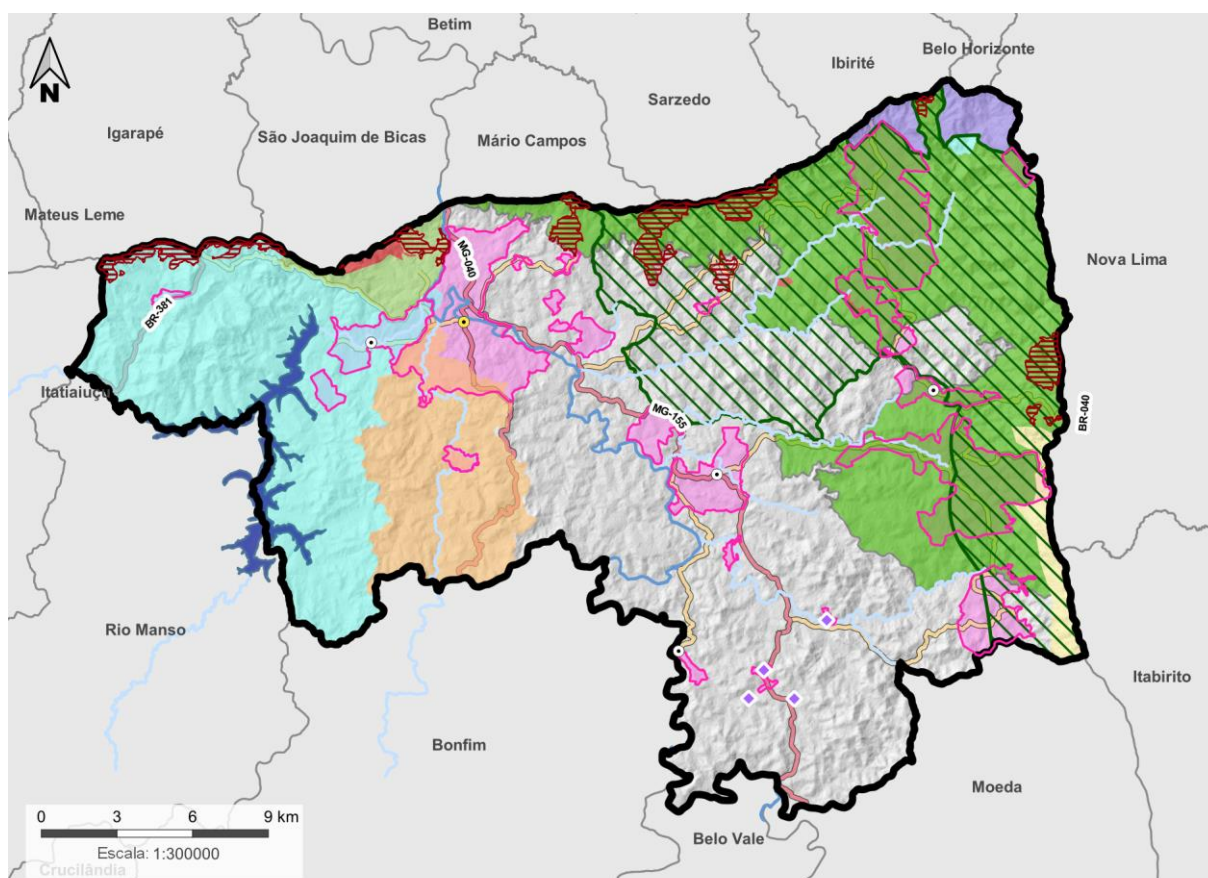 Betim
Belo Horizonte
Ibirité
N
Sarzedo
Igarapé
São Joaquim de Bicas
Mário Campos
Mateus Leme
MG-040
Nova Lima
BR-381
Itatiaiuçu
MG-155
BR-040
Rio Manso
Itabirito
Bonfim
Moeda
0 3 6 9 km
Belo Vale
Escala: 1:300000
Crucilândia